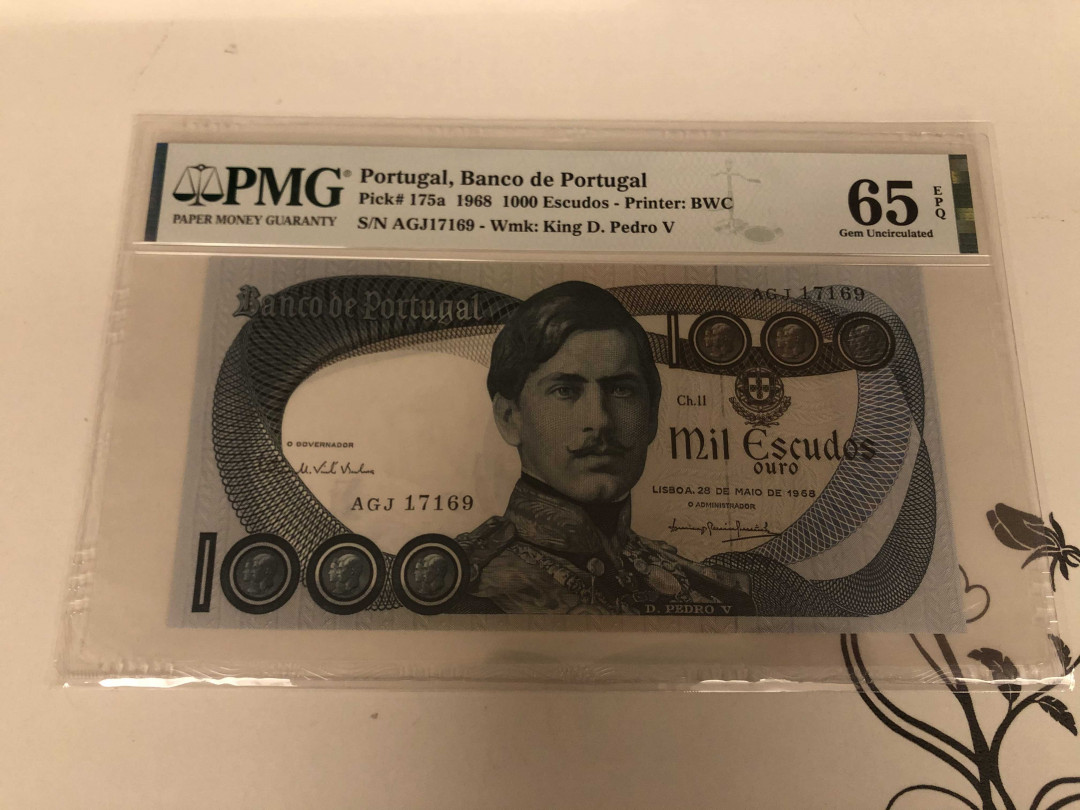 PMG
PAPER MONEY GUARANTY
Portugal, Banco de Portugal
Pick# 175a 1968 1000 Escudos - Printer: BWC
S/N AGJ17169 - Wmk: King D. Pedro V
65
EPQ
Gem Uncirculated
Banco de Portugal
AGJ 17169
1000
Ch.11
Mil Escudos
OURO
O GOVERNADOR
LISBOA, 28 DE MAIO DE 1968
O ADMINISTRADOR
AGJ 17169
1000
D. PEDRO V